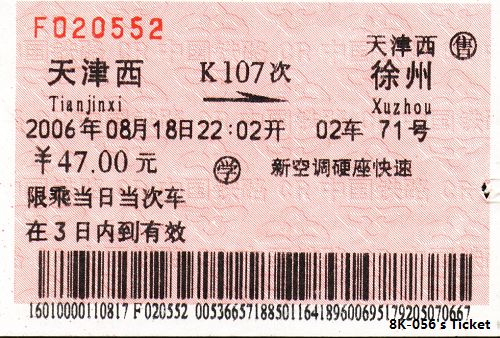 F020552
天津西 售
天津西 K107次 徐州
Tianjinxi Xuzhou
2006年08月18日22:02开 02车 71号
￥47.00元 学 新空调硬座快速
限乘当日当次车
在3日内到有效
16010000110817 F020552 00536657188850116418960069517920507066​7
8K-056's Ticket